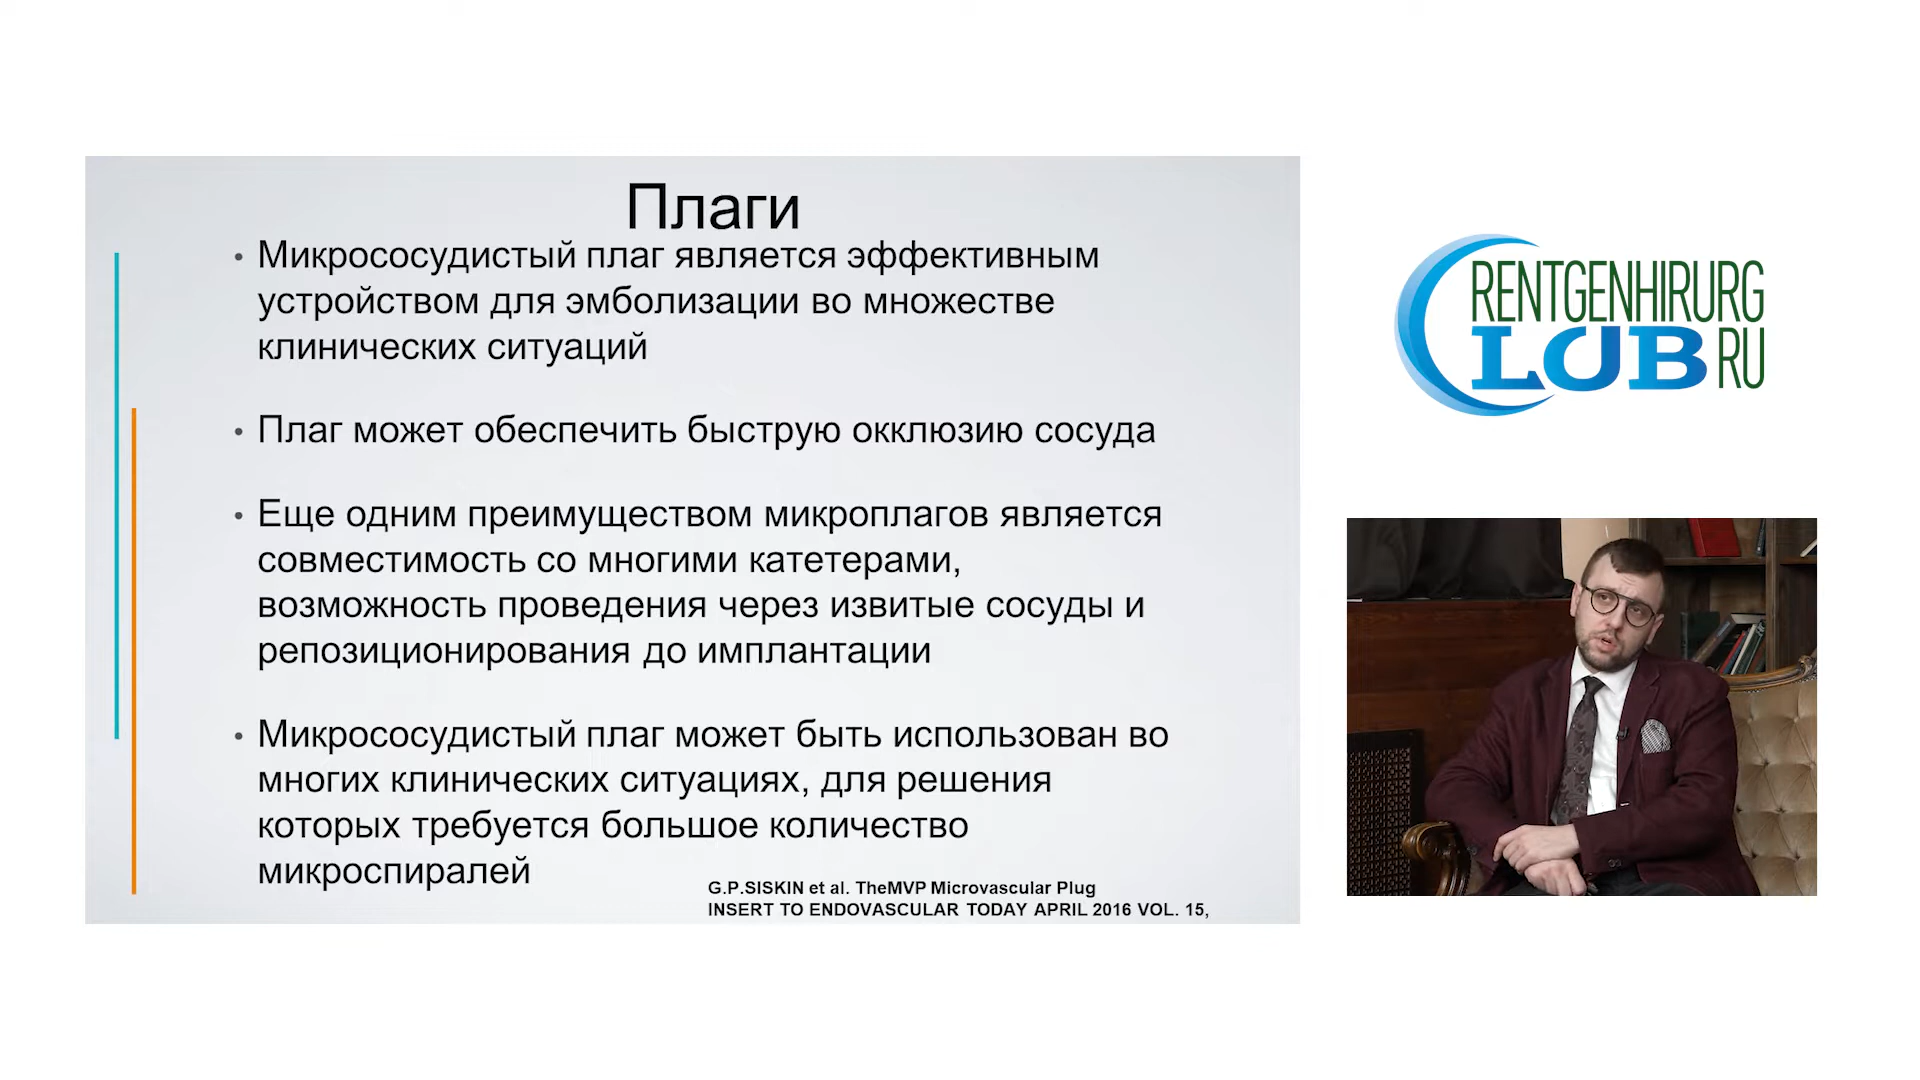 Плаги
• Микрососудистый плаг является эффективным
устройством для эмболизации во множестве
клинических ситуаций
• Плаг может обеспечить быструю окклюзию сосуда
• Еще одним преимуществом микроплагов является
совместимость со многими катетерами,
возможность проведения через извитые сосуды и
репозиционирования до имплантации
• Микрососудистый плаг может быть использован во
многих клинических ситуациях, для решения
которых требуется большое количество
микроспиралей
G.P.SISKIN et al. TheMVP Microvascular Plug
INSERT TO ENDOVASCULAR TODAY APRIL 2016 VOL. 15,
RENTGENHIRURG
CLUB RU